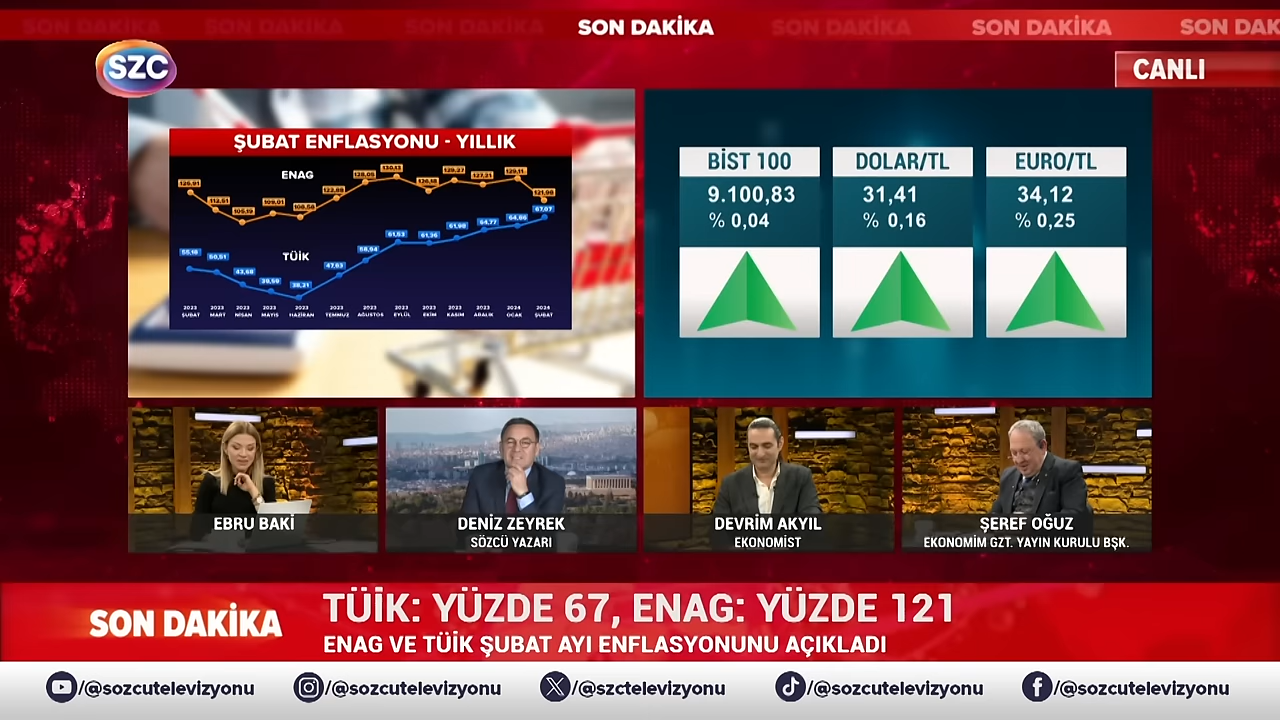 SON DAKİKA SON DAKİKA SON DAK
SZC
CANLI
ŞUBAT ENFLASYONU - YILLIK
ENAG
126,91 112,51 105,19 109,01 108,58 122,88 128,05 130,13 126,18 129,27 127,21 129,11 121,98
TÜİK
55,18 50,51 43,68 39,59 38,21 47,83 58,94 61,53 61,36 61,98 64,77 64,86 67,07
2023 2023 2023 2023 2023 2023 2023 2023 2023 2023 2023 2024 2024
ŞUBAT MART NİSAN MAYIS HAZİRAN TEMMUZ AĞUSTOS EYLÜL EKİM KASIM ARALIK OCAK ŞUBAT
BİST 100
9.100,83
% 0,04
DOLAR/TL
31,41
% 0,16
EURO/TL
34,12
% 0,25
EBRU BAKİ
DENİZ ZEYREK
SÖZCÜ YAZARI
DEVRİM AKYIL
EKONOMİST
ŞEREF OĞUZ
EKONOMİM GZT. YAYIN KURULU BŞK.
SON DAKİKA
TÜİK: YÜZDE 67, ENAG: YÜZDE 121
ENAG VE TÜİK ŞUBAT AYI ENFLASYONUNU AÇIKLADI
/@sozcutelevizyonu /@sozcutelevizyonu /@szctelevizyonu /@sozcutelevizyonu /@sozcutelevizyonu